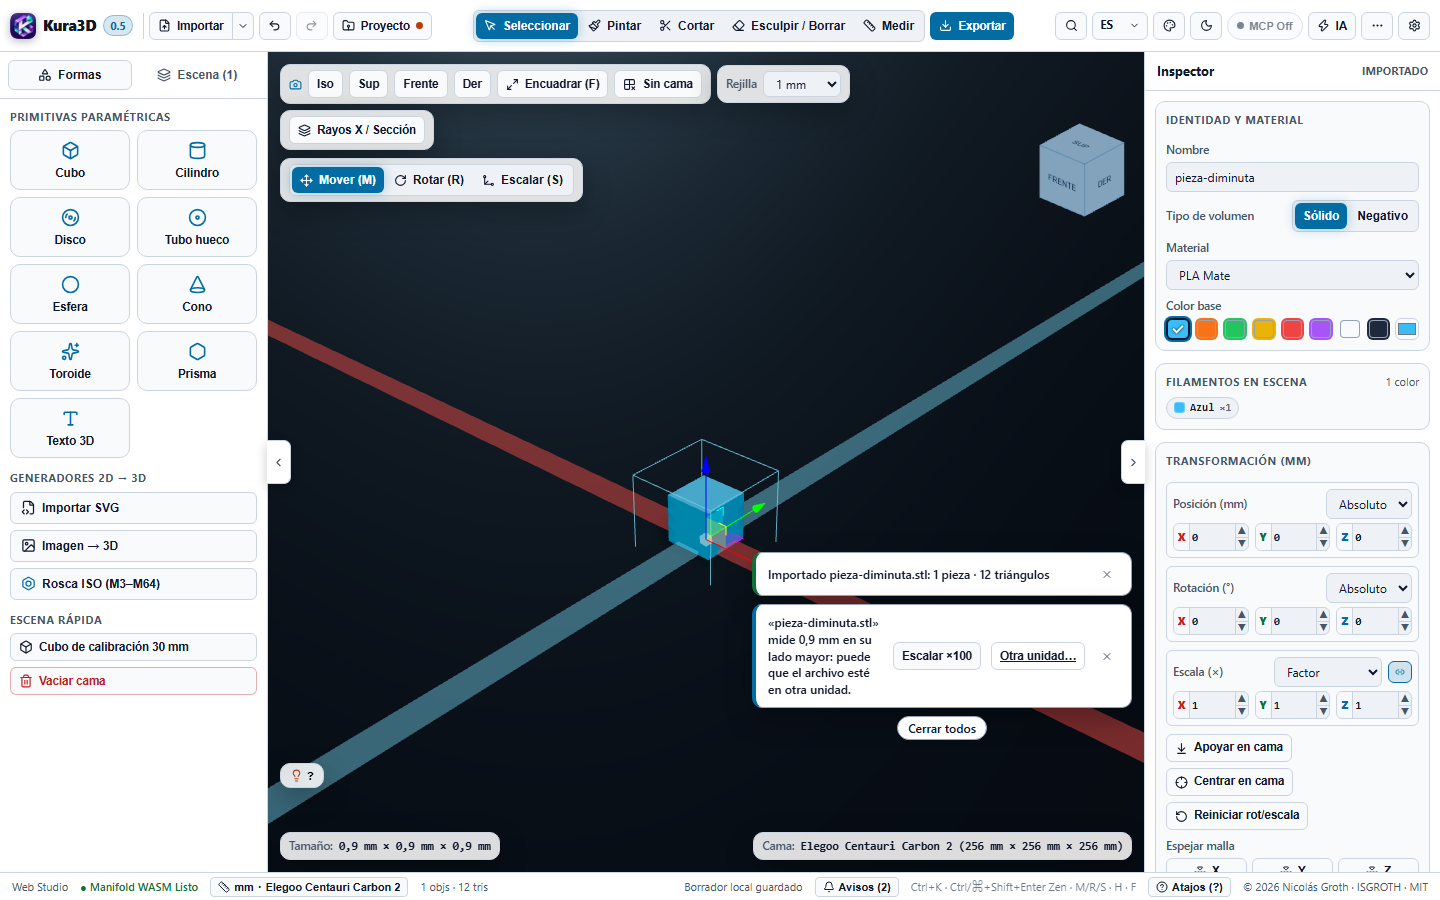 Kura3D 0.5 Importar Proyecto Seleccionar Pintar Cortar Esculpir / Borrar Medir Exportar ES MCP Off IA
Formas Escena (1)
PRIMITIVAS PARAMÉTRICAS
Cubo Cilindro
Disco Tubo hueco
Esfera Cono
Toroide Prisma
Texto 3D
GENERADORES 2D → 3D
Importar SVG
Imagen → 3D
Rosca ISO (M3–M64)
ESCENA RÁPIDA
Cubo de calibración 30 mm
Vaciar cama
Iso Sup Frente Der Encuadrar (F) Sin cama Rejilla 1 mm
Rayos X / Sección
Mover (M) Rotar (R) Escalar (S)
SUP
FRENTE DER
Importado pieza-diminuta.stl: 1 pieza · 12 triángulos
«pieza-diminuta.stl»
mide 0,9 mm en su
lado mayor: puede
que el archivo esté
en otra unidad.
Escalar ×100 Otra unidad…
Cerrar todos
?
Tamaño: 0,9 mm × 0,9 mm × 0,9 mm
Cama: Elegoo Centauri Carbon 2 (256 mm × 256 mm × 256 mm)
Inspector IMPORTADO
IDENTIDAD Y MATERIAL
Nombre
pieza-diminuta
Tipo de volumen Sólido Negativo
Material
PLA Mate
Color base
FILAMENTOS EN ESCENA 1 color
Azul ×1
TRANSFORMACIÓN (MM)
Posición (mm) Absoluto
X 0 Y 0 Z 0
Rotación (°) Absoluto
X 0 Y 0 Z 0
Escala (×) Factor
X 1 Y 1 Z 1
Apoyar en cama
Centrar en cama
Reiniciar rot/escala
Espejar malla
X Y Z
Web Studio Manifold WASM Listo mm · Elegoo Centauri Carbon 2 1 objs · 12 tris Borrador local guardado Avisos (2) Ctrl+K · Ctrl/⌘+Shift+Enter Zen · M/R/S · H · F Atajos (?) © 2026 Nicolás Groth · ISGROTH · MIT